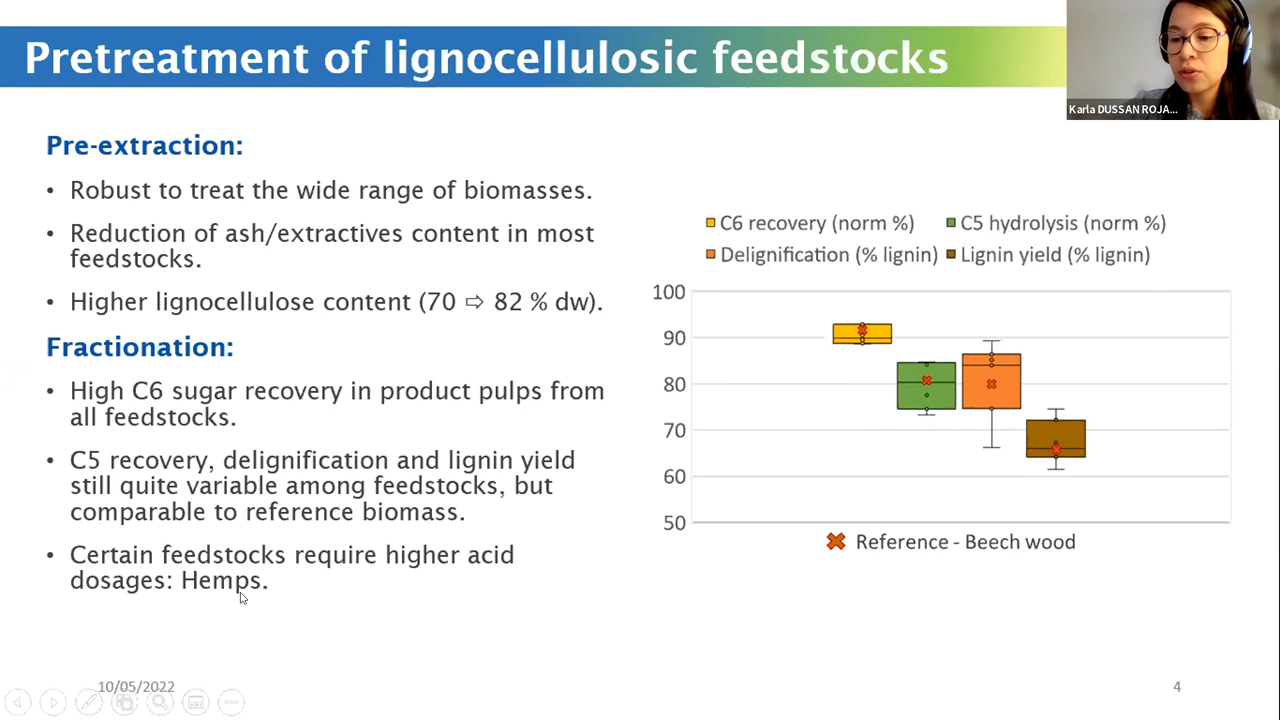 Pretreatment of lignocellulosic feedstocks
Karla DUSSAN ROJA...
Pre-extraction:
• Robust to treat the wide range of biomasses.
• Reduction of ash/extractives content in most
feedstocks.
• Higher lignocellulose content (70 ⇨ 82 % dw).
Fractionation:
• High C6 sugar recovery in product pulps from
all feedstocks.
• C5 recovery, delignification and lignin yield
still quite variable among feedstocks, but
comparable to reference biomass.
• Certain feedstocks require higher acid
dosages: Hemps.
C6 recovery (norm %) C5 hydrolysis (norm %)
Delignification (% lignin) Lignin yield (% lignin)
100
90
80
70
60
50
Reference - Beech wood
10/05/2022
4